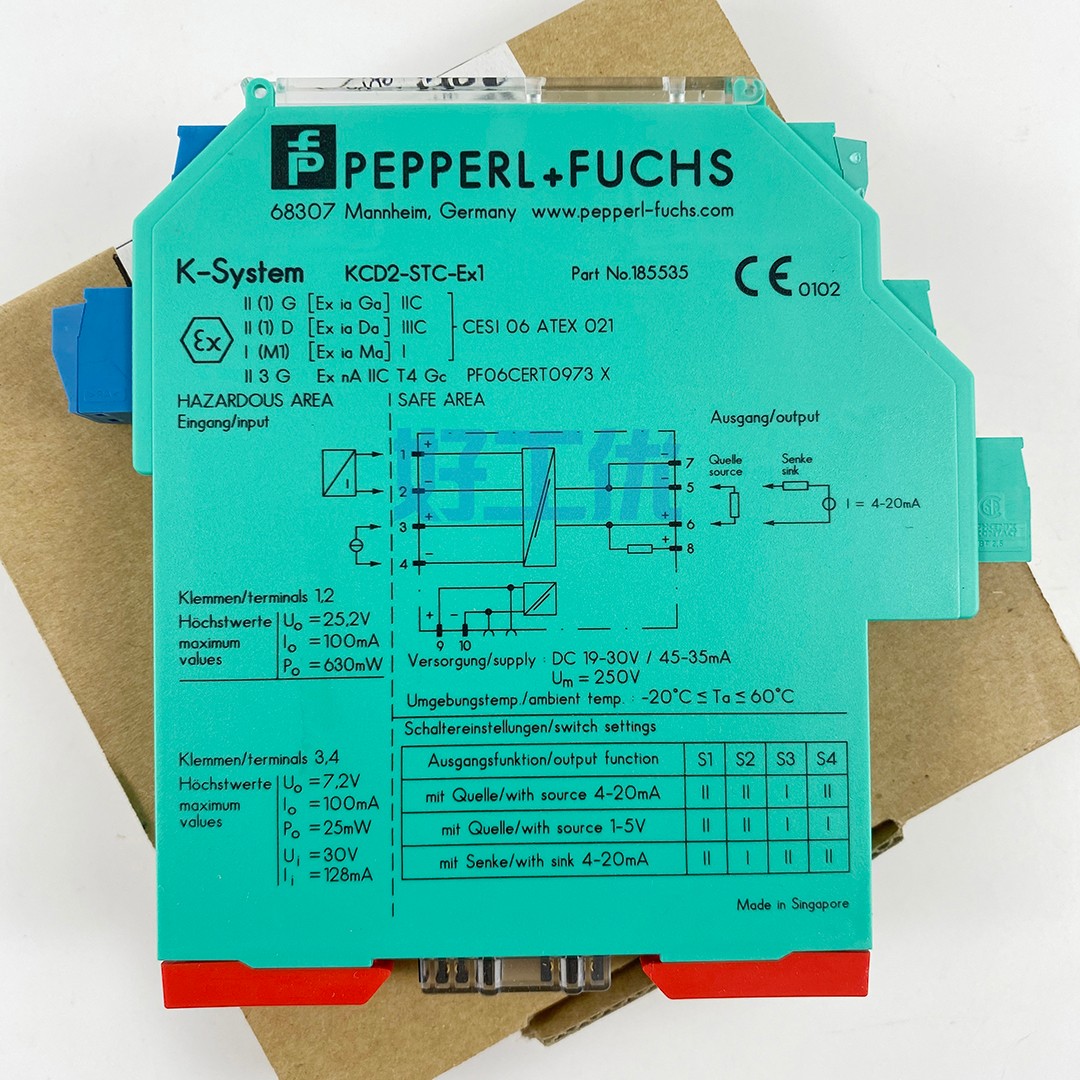 PEPPERL+FUCHS
68307 Mannheim, Germany www.pepperl-fuchs.com
K-System KCD2-STC-Ex1 Part No.185535 CE 0102
II (1) G [Ex ia Ga] IIC
II (1) D [Ex ia Da] IIIC CESI 06 ATEX 021
I (M1) [Ex ia Ma] I
II 3 G Ex nA IIC T4 Gc PF06CERT0973 X
Ex
HAZARDOUS AREA SAFE AREA
Eingang/input Ausgang/output
好工优
1 + 
2 -
3 +
4 -
I
- 7
- 5
+ 6
+ 8
Quelle
source
Senke
sink
I = 4-20mA
+ -
9 10
Klemmen/terminals 1,2
Höchstwerte
maximum
values
Uo = 25,2V
Io = 100mA
Po = 630mW
Versorgung/supply : DC 19-30V / 45-35mA
Um = 250V
Umgebungstemp./ambient temp. : -20°C ≤ Ta ≤ 60°C
Schaltereinstellungen/switch settings
Ausgangsfunktion/output function S1 S2 S3 S4
mit Quelle/with source 4-20mA II II I II
mit Quelle/with source 1-5V II II I I
mit Senke/with sink 4-20mA II I II II
Klemmen/terminals 3,4
Höchstwerte
maximum
values
Uo = 7,2V
Io = 100mA
Po = 25mW
Ui = 30V
Ii = 128mA
Made in Singapore